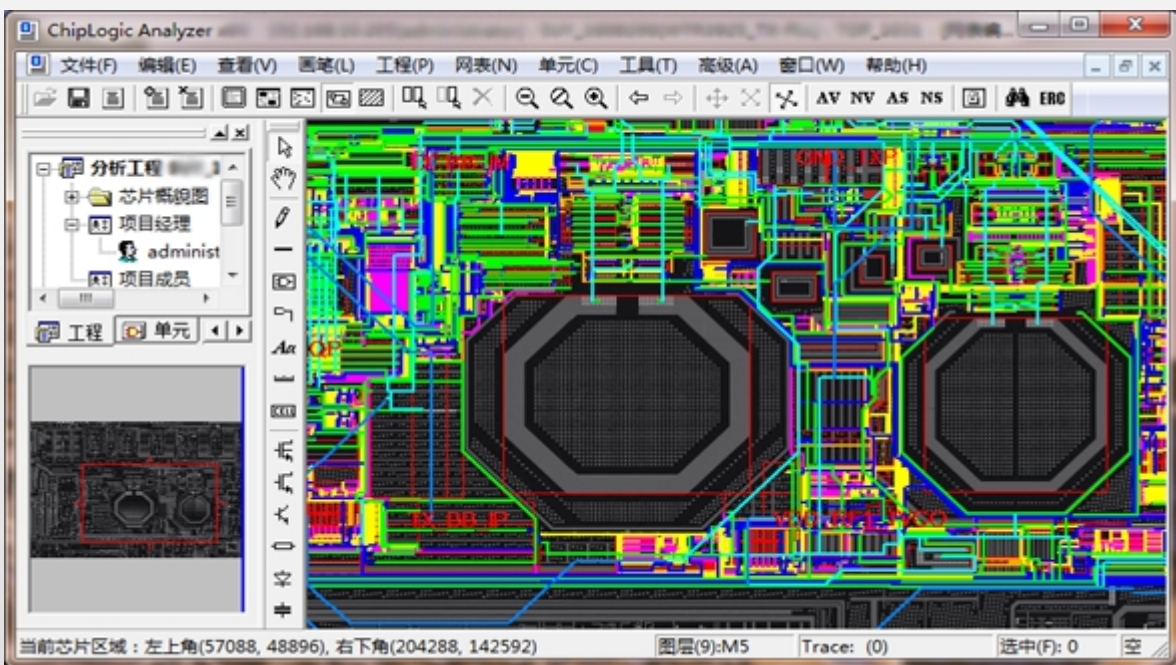 ChipLogic Analyzer
文件(F) 编辑(E) 查看(V) 画笔(L) 工程(P) 网表(N) 单元(C) 工具(T) 高级(A) 窗口(W) 帮助(H)
AV NV AS NS ERC
分析工程
芯片概貌图
项目经理
administ
项目成员
工程 单元
Aa
CELL
GND_TXP
TX_BB_IP
当前芯片区域：左上角(57088, 48896), 右下角(204288, 142592) 图层(9):M5 Trace: (0) 选中(F): 0 空